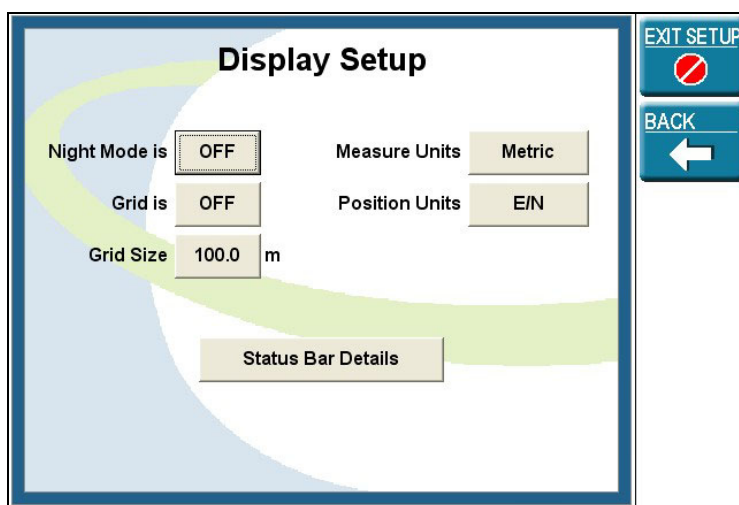 Display Setup
EXIT SETUP
BACK
Night Mode is OFF Measure Units Metric
Grid is OFF Position Units E/N
Grid Size 100.0 m
Status Bar Details